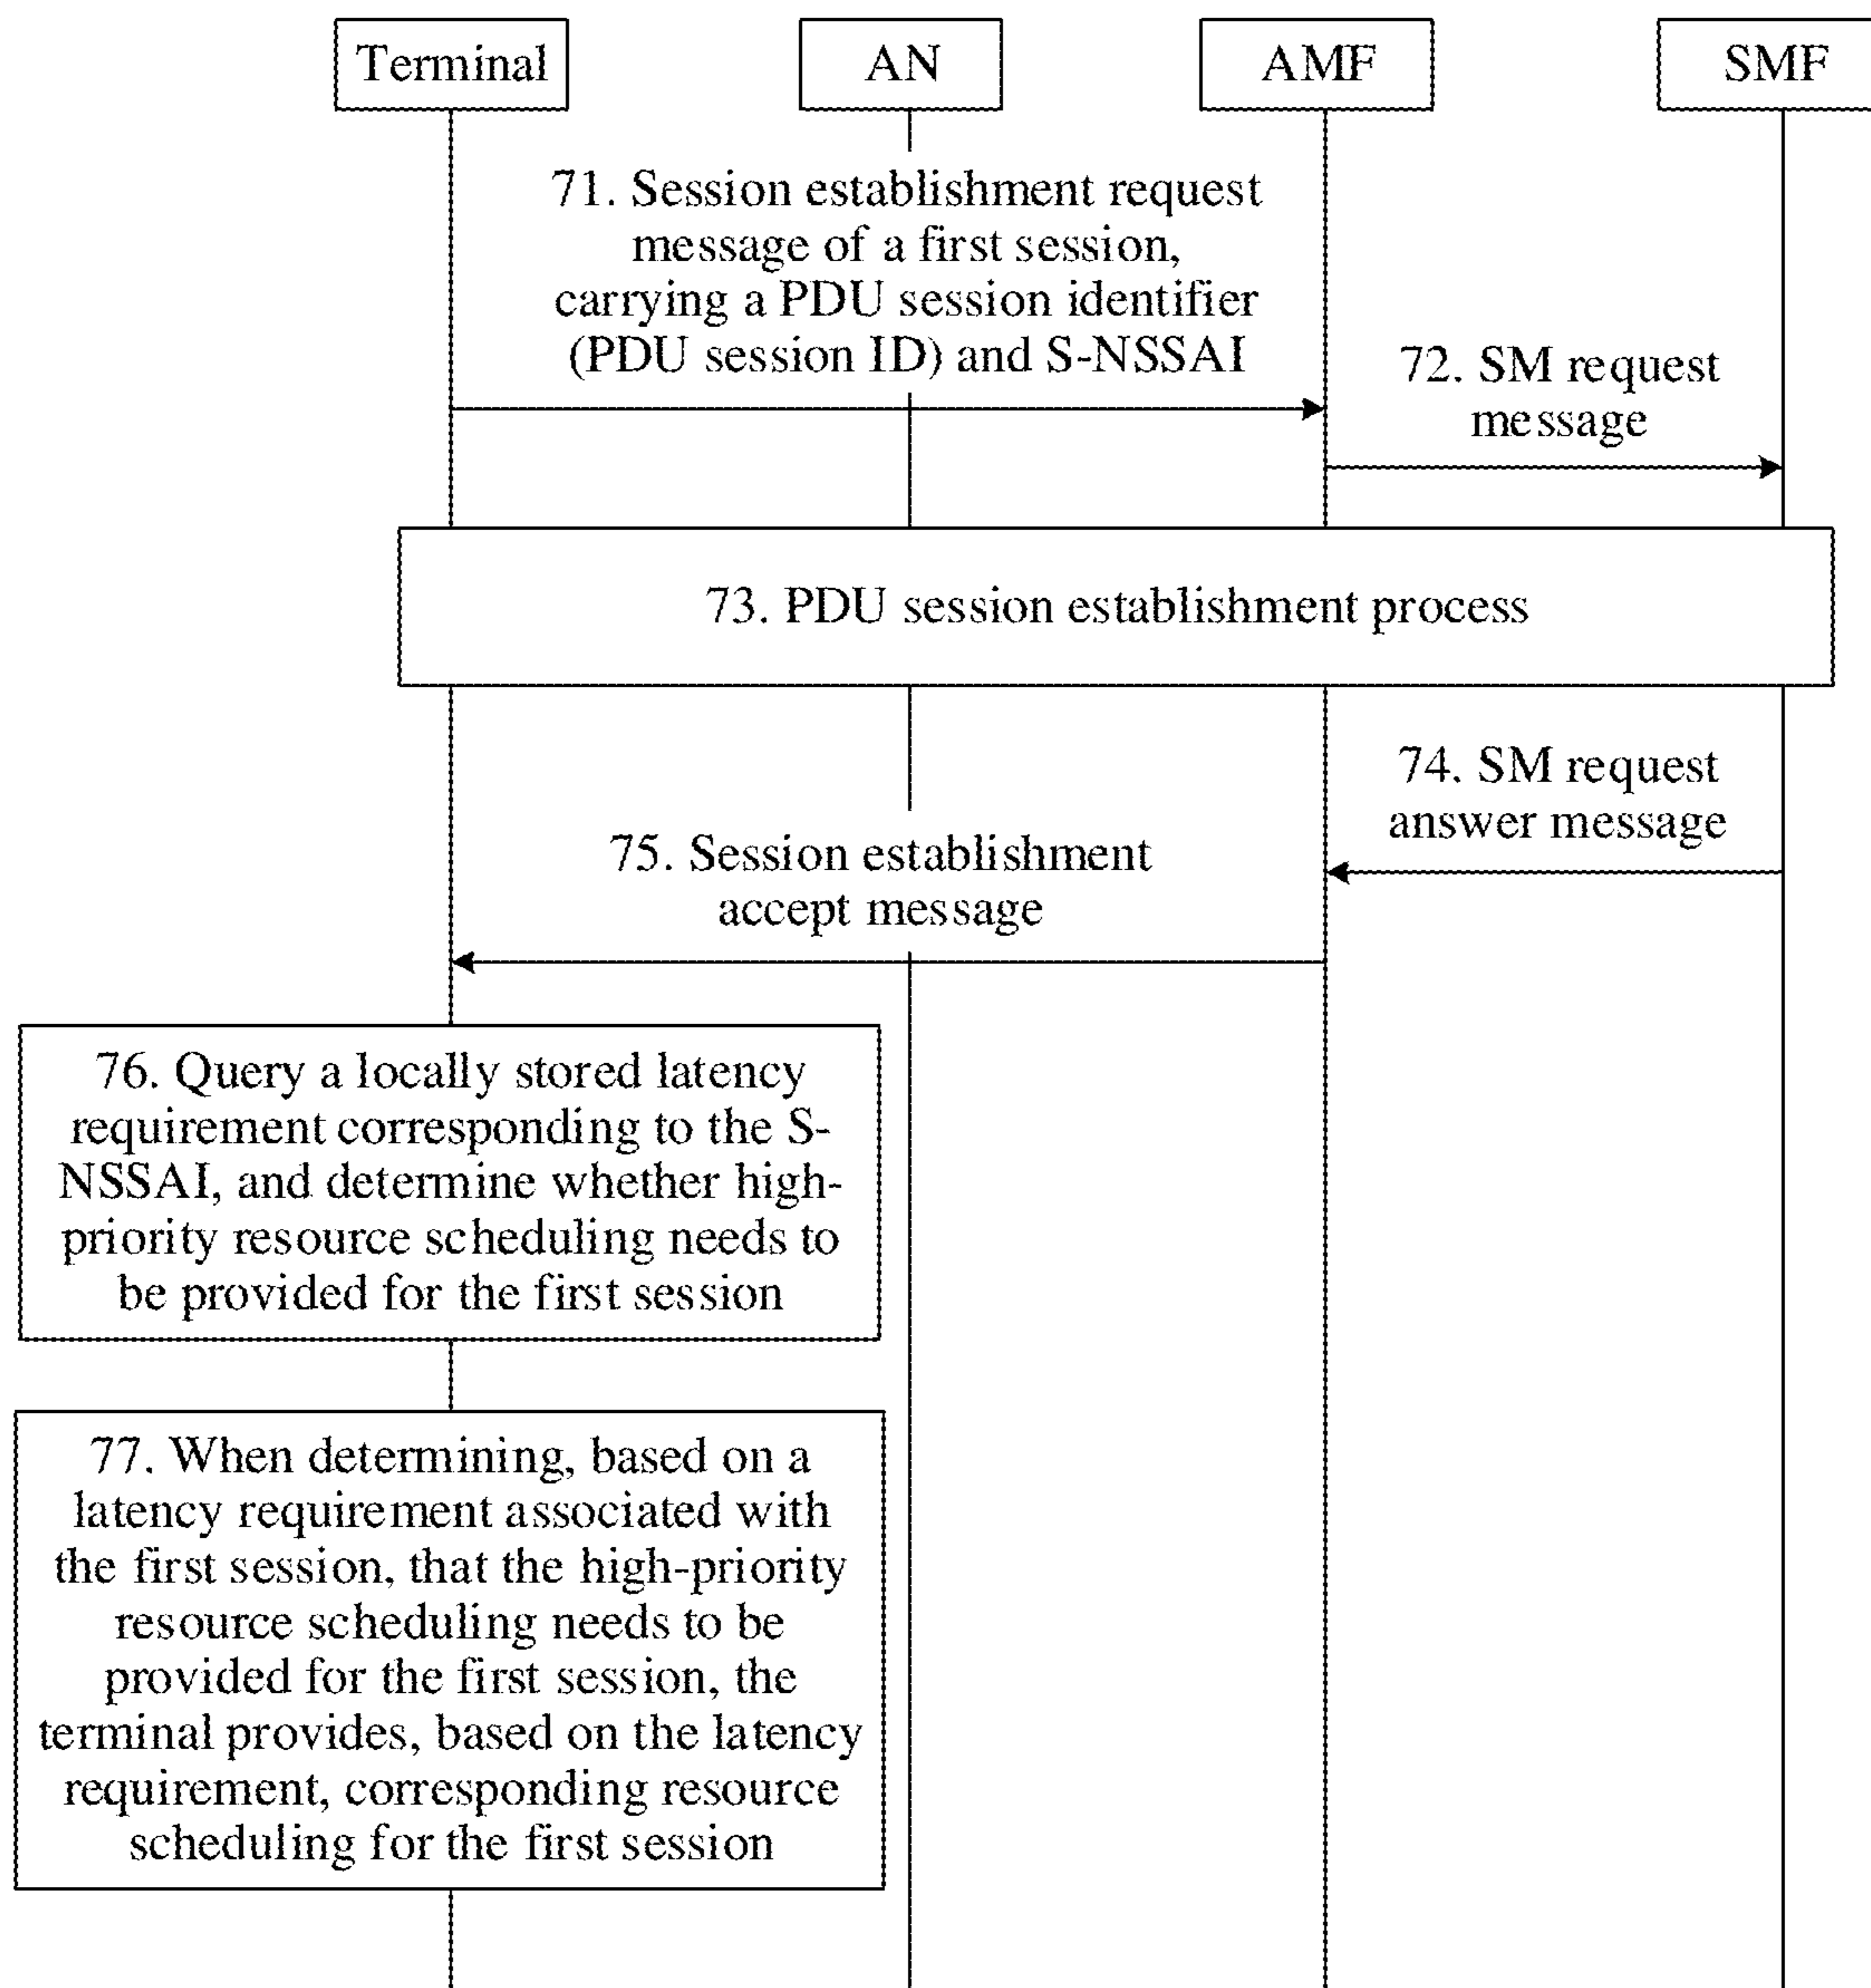 Terminal
AN
AMF
SMF
71. Session establishment request
message of a first session,
carrying a PDU session identifier
(PDU session ID) and S-NSSAI
72. SM request
message
73. PDU session establishment process
74. SM request
answer message
75. Session establishment
accept message
76. Query a locally stored latency
requirement corresponding to the S-
NSSAI, and determine whether high-
priority resource scheduling needs to
be provided for the first session
77. When determining, based on a
latency requirement associated with
the first session, that the high-priority
resource scheduling needs to be
provided for the first session, the
terminal provides, based on the latency
requirement, corresponding resource
scheduling for the first session